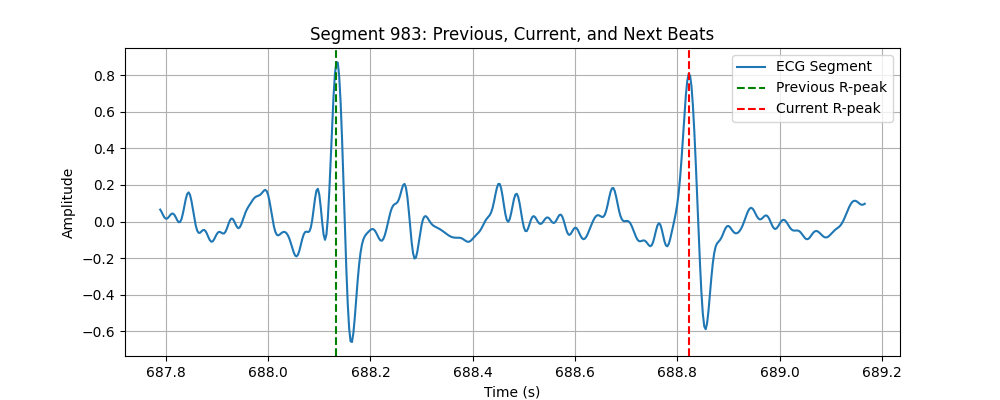 Segment 983: Previous, Current, and Next Beats
ECG Segment
Previous R-peak
Current R-peak
Amplitude
0.8
0.6
0.4
0.2
0.0
−0.2
−0.4
−0.6
687.8 688.0 688.2 688.4 688.6 688.8 689.0 689.2
Time (s)